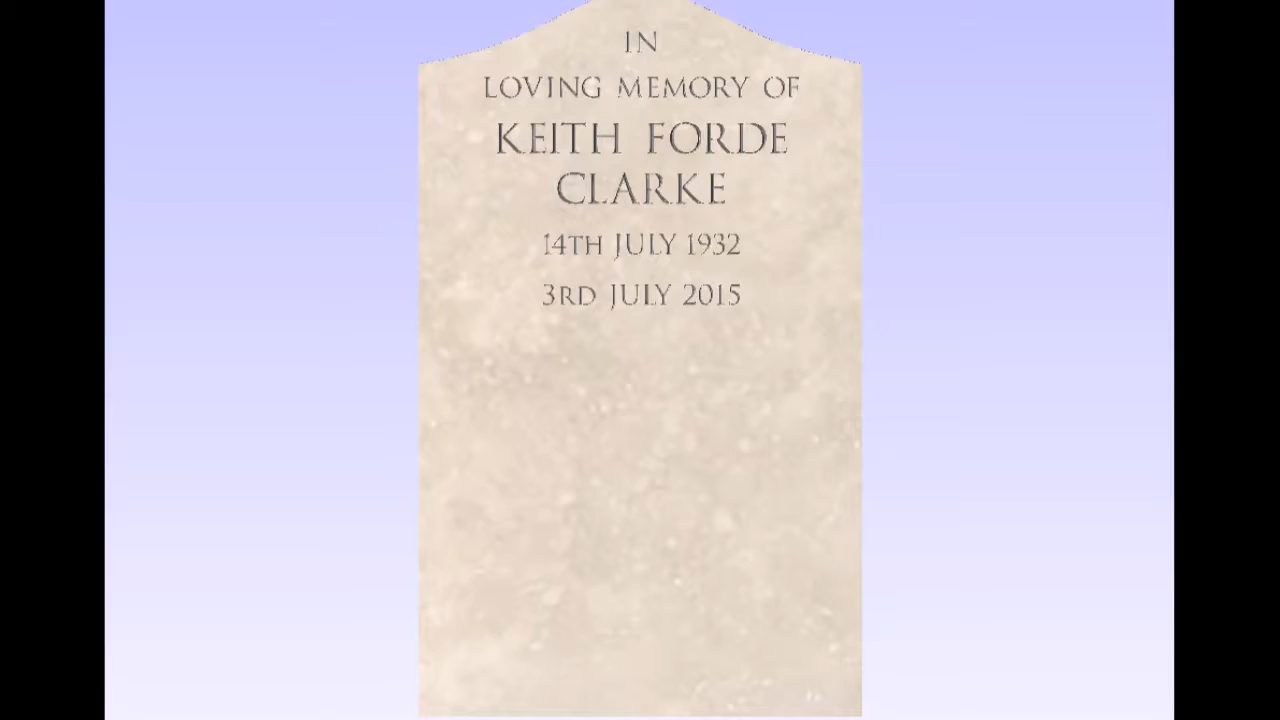 IN
LOVING MEMORY OF
KEITH FORDE
CLARKE
14TH JULY 1932
3RD JULY 2015